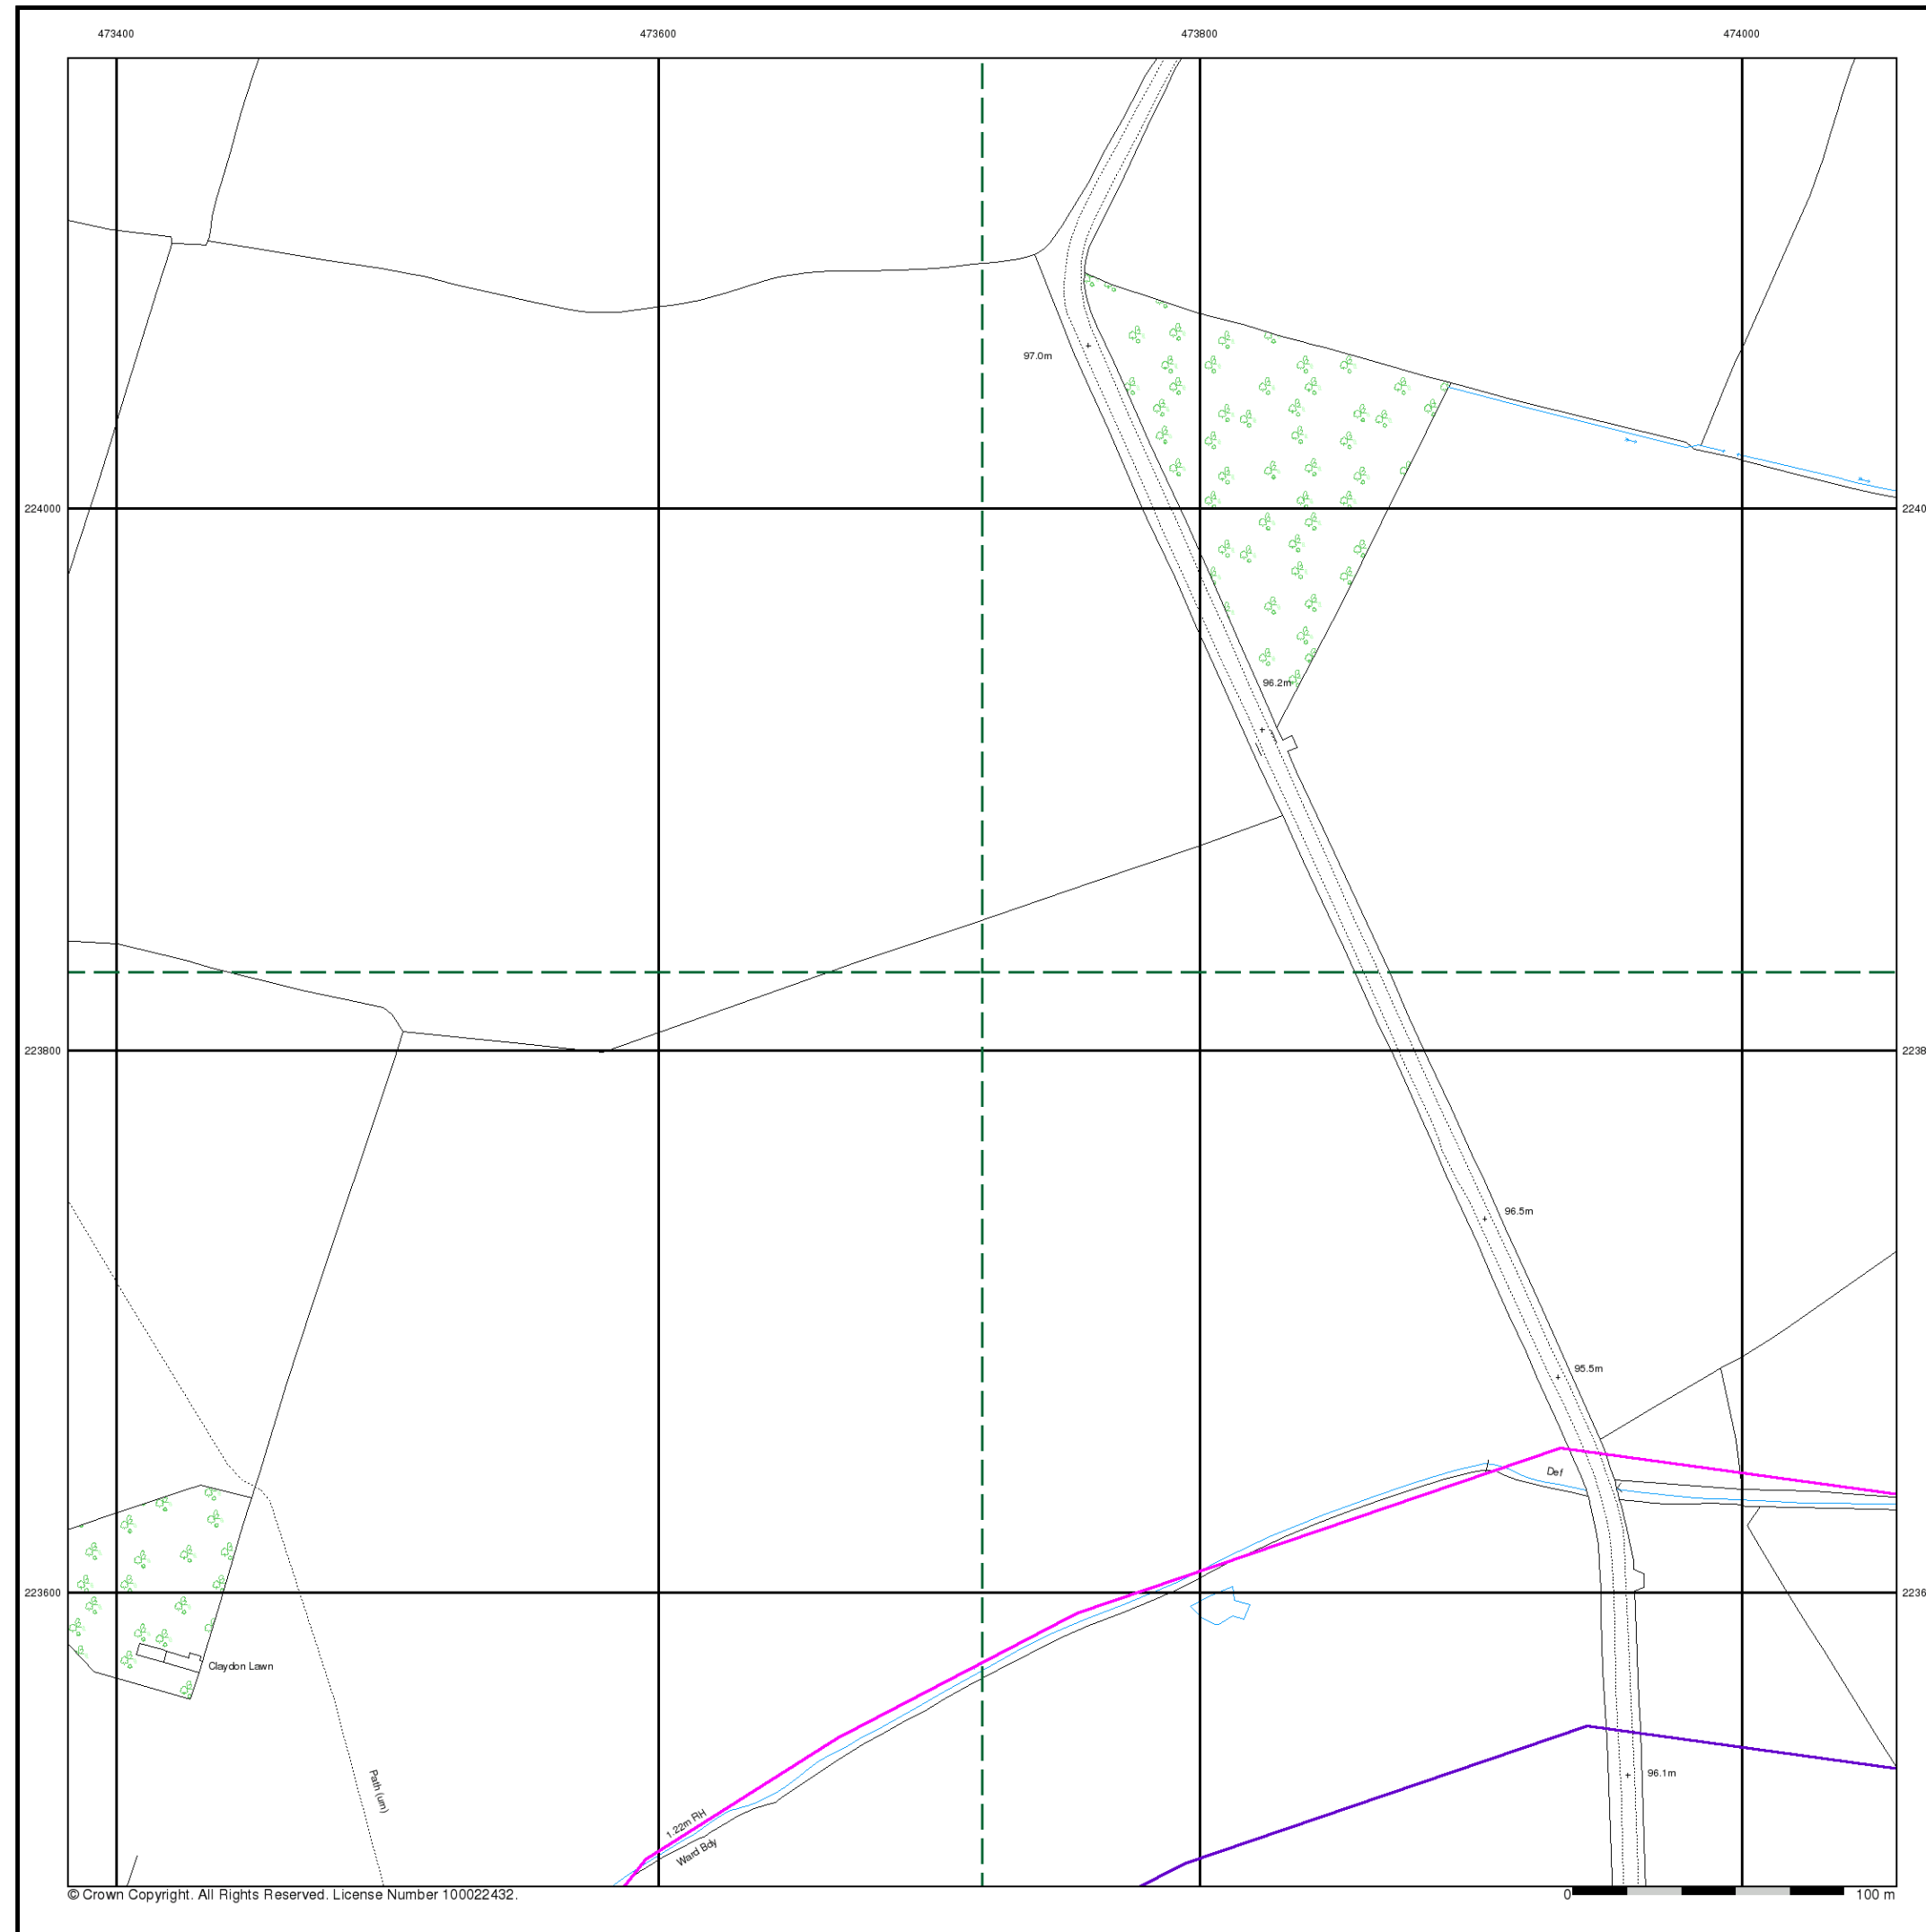 473400 473600 473800 474000
97.0m
224000 2240
96.2m
223800 2238
96.5m
95.5m
Def
223600 2236
Claydon Lawn
Path (um)
96.1m
1.22m RH
Ward Bdy
© Crown Copyright. All Rights Reserved. License Number 100022432.
0 100 m